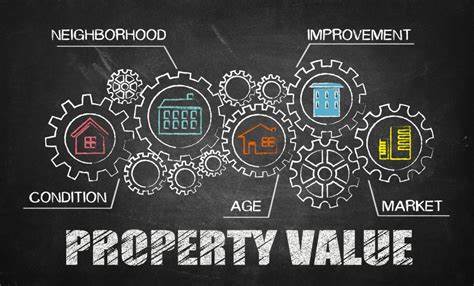 NEIGHBORHOOD
IMPROVEMENT
CONDITION
AGE
MARKET
PROPERTY VALUE